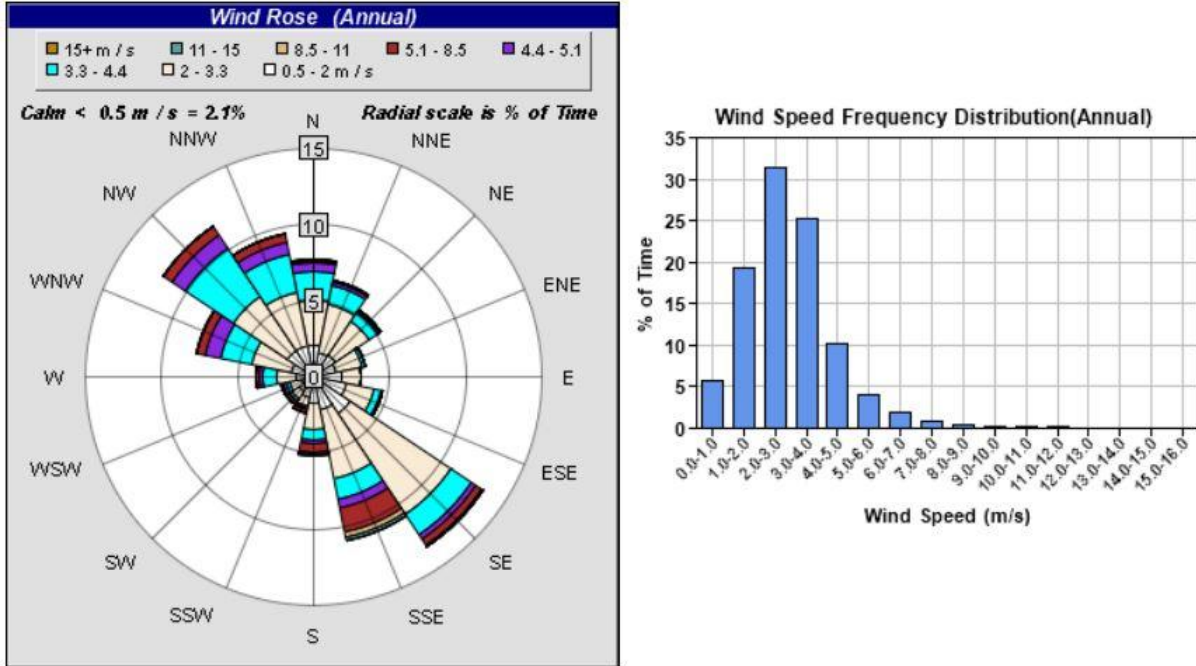 Wind Rose (Annual)
15+ m / s 11 - 15 8.5 - 11 5.1 - 8.5 4.4 - 5.1
3.3 - 4.4 2 - 3.3 0.5 - 2 m / s
Calm < 0.5 m / s = 2.1% Radial scale is % of Time
N
NNW NNE
15
NW NE
10
WNW ENE
5
W 0 E
WSW ESE
SW SE
SSW SSE
S
Wind Speed Frequency Distribution(Annual)
% of Time
35
30
25
20
15
10
5
0
0.0-1.0 1.0-2.0 2.0-3.0 3.0-4.0 4.0-5.0 5.0-6.0 6.0-7.0 7.0-8.0 8.0-9.0 9.0-10.0 10.0-11.0 11.0-12.0 12.0-13.0 13.0-14.0 14.0-15.0 15.0-16.0
Wind Speed (m/s)